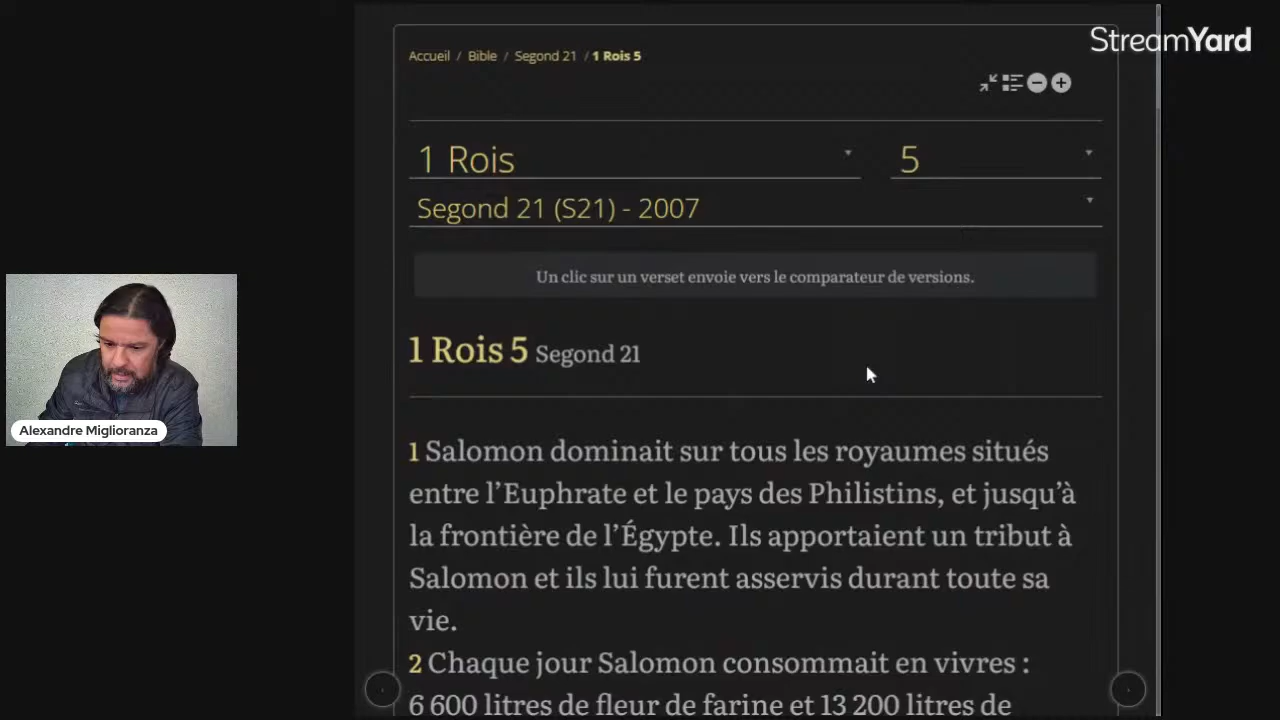 StreamYard
Accueil / Bible / Segond 21 / 1 Rois 5
1 Rois
5
Segond 21 (S21) - 2007
Un clic sur un verset envoie vers le comparateur de versions.
1 Rois 5 Segond 21
1 Salomon dominait sur tous les royaumes situés
entre l’Euphrate et le pays des Philistins, et jusqu’à
la frontière de l’Égypte. Ils apportaient un tribut à
Salomon et ils lui furent asservis durant toute sa
vie.
2 Chaque jour Salomon consommait en vivres :
6 600 litres de fleur de farine et 13 200 litres de
Alexandre Miglioranza